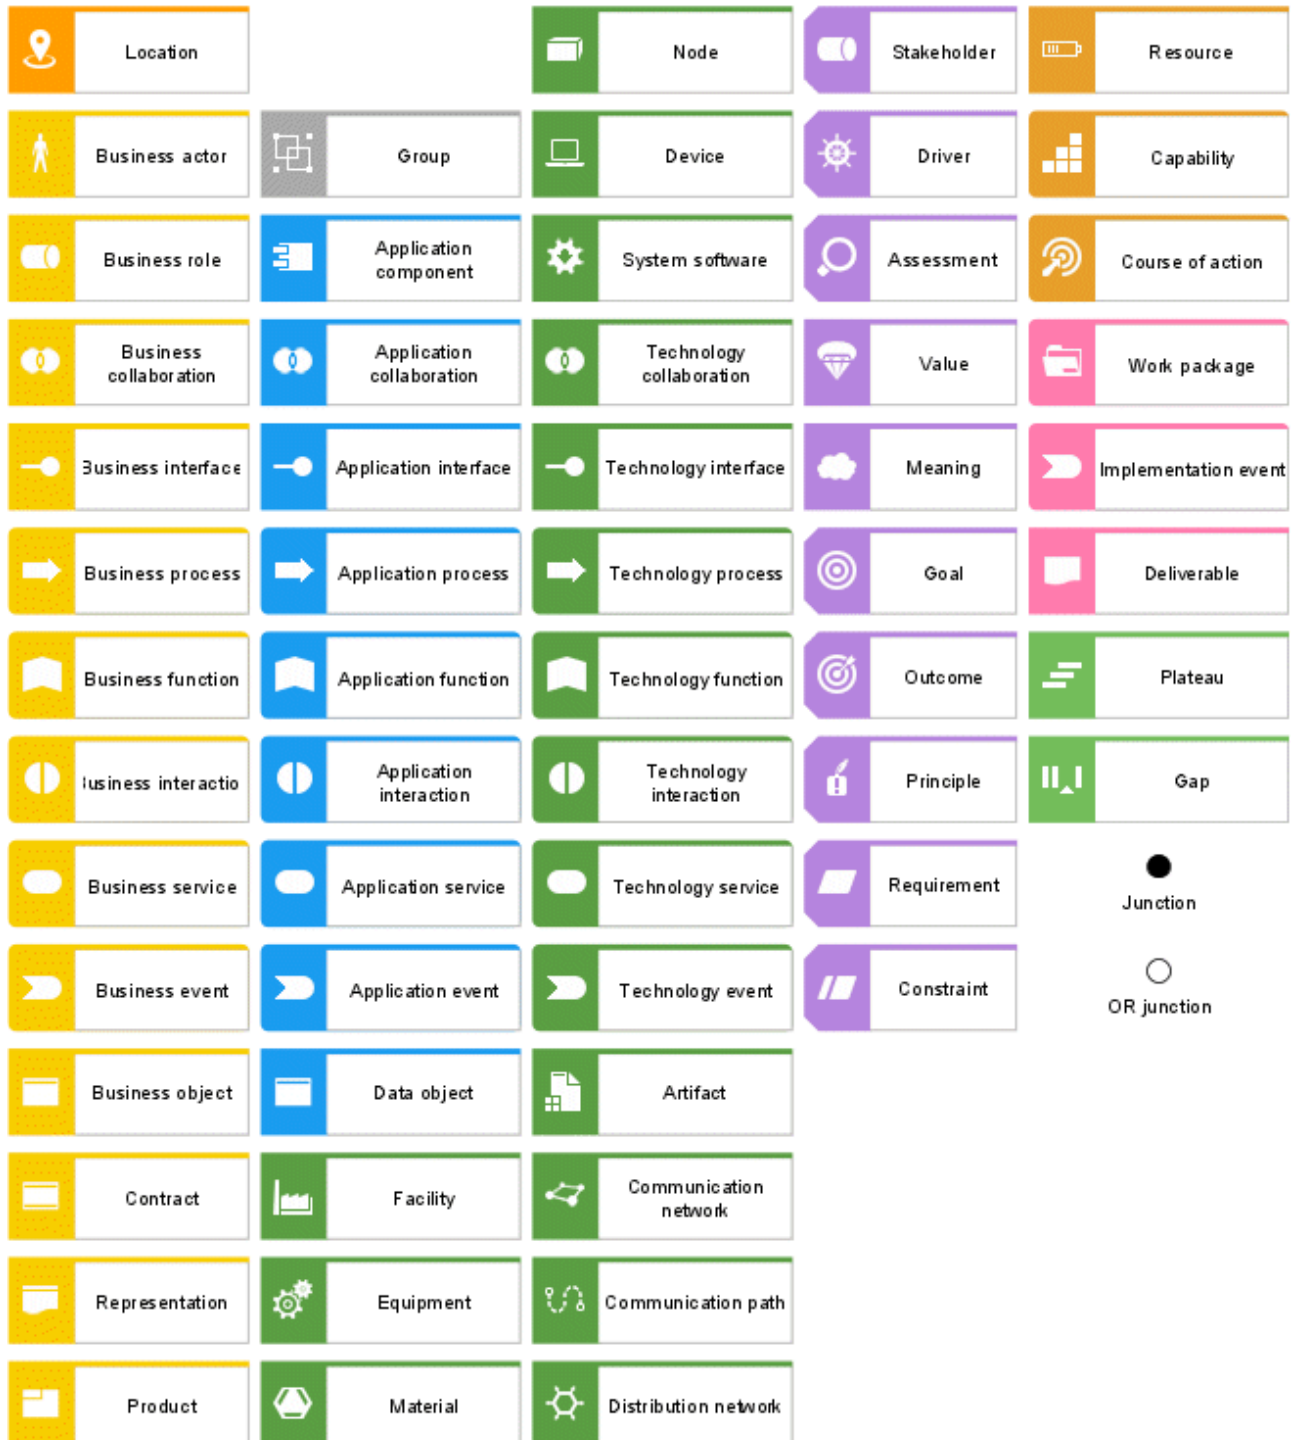 Location
Node
Stakeholder
Resource
Business actor
Group
Device
Driver
Capability
Business role
Application
component
System software
Assessment
Course of action
Business
collaboration
Application
collaboration
Technology
collaboration
Value
Work package
Business interface
Application interface
Technology interface
Meaning
Implementation event
Business process
Application process
Technology process
Goal
Deliverable
Business function
Application function
Technology function
Outcome
Plateau
usiness interactio
Application
interaction
Technology
interaction
Principle
Gap
Business service
Application service
Technology service
Requirement
Junction
Business event
Application event
Technology event
Constraint
OR junction
Business object
Data object
Artifact
Contract
Facility
Communication
network
Representation
Equipment
Communication path
Product
Material
Distribution network